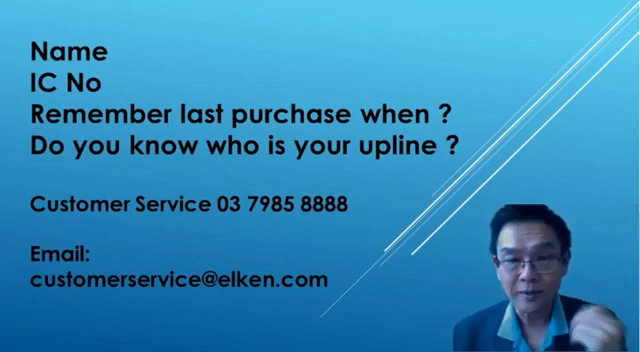 Name
IC No
Remember last purchase when ?
Do you know who is your upline ?
Customer Service 03 7985 8888
Email:
customerservice@elken.com